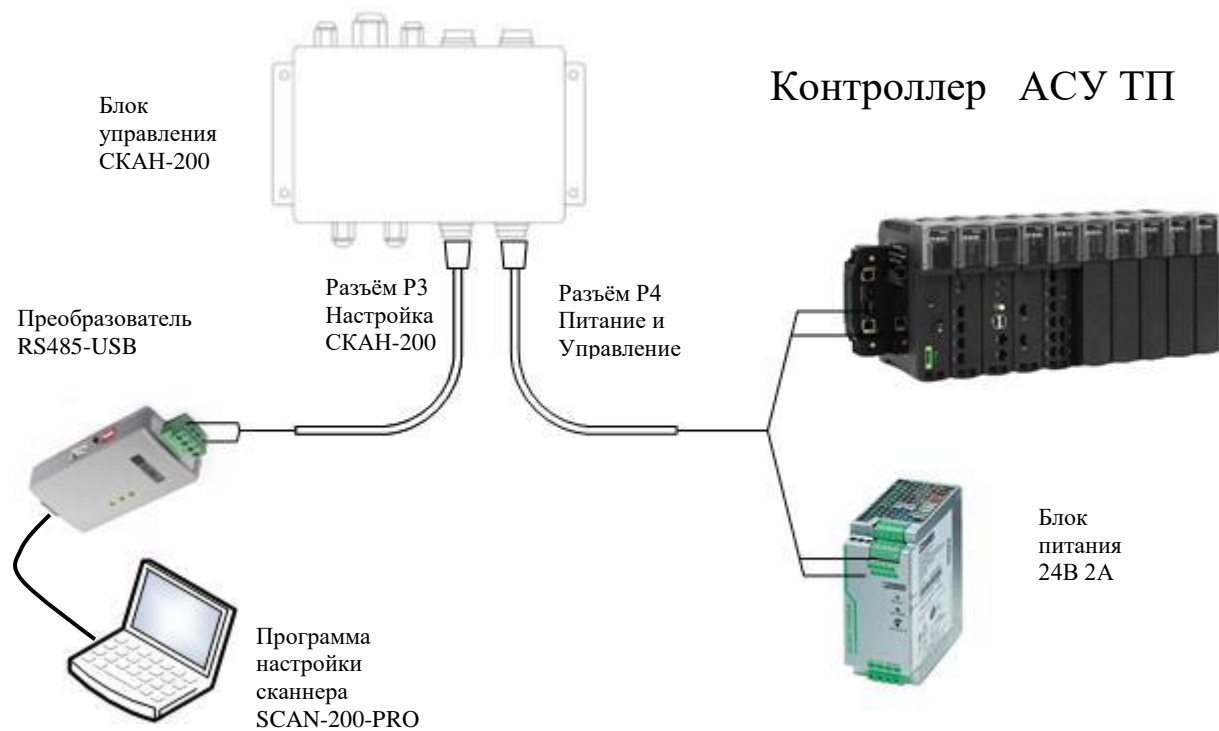 Контроллер АСУ ТП
Блок
управления
СКАН-200
Разъём Р3
Настройка
СКАН-200
Разъём Р4
Питание и
Управление
Преобразователь
RS485-USB
Блок
питания
24В 2А
Программа
настройки
сканнера
SCAN-200-PRO